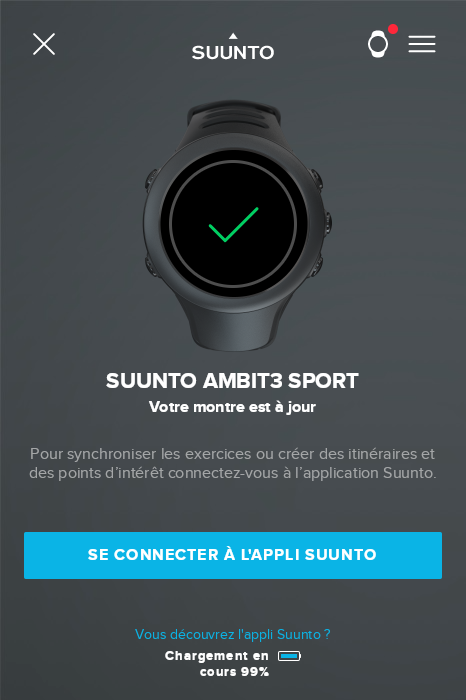 SUUNTO
SUUNTO AMBIT3 SPORT
Votre montre est à jour
Pour synchroniser les exercices ou créer des itinéraires et
des points d’intérêt connectez-vous à l’application Suunto.
SE CONNECTER À L'APPLI SUUNTO
Vous découvrez l'appli Suunto ?
Chargement en
cours 99%